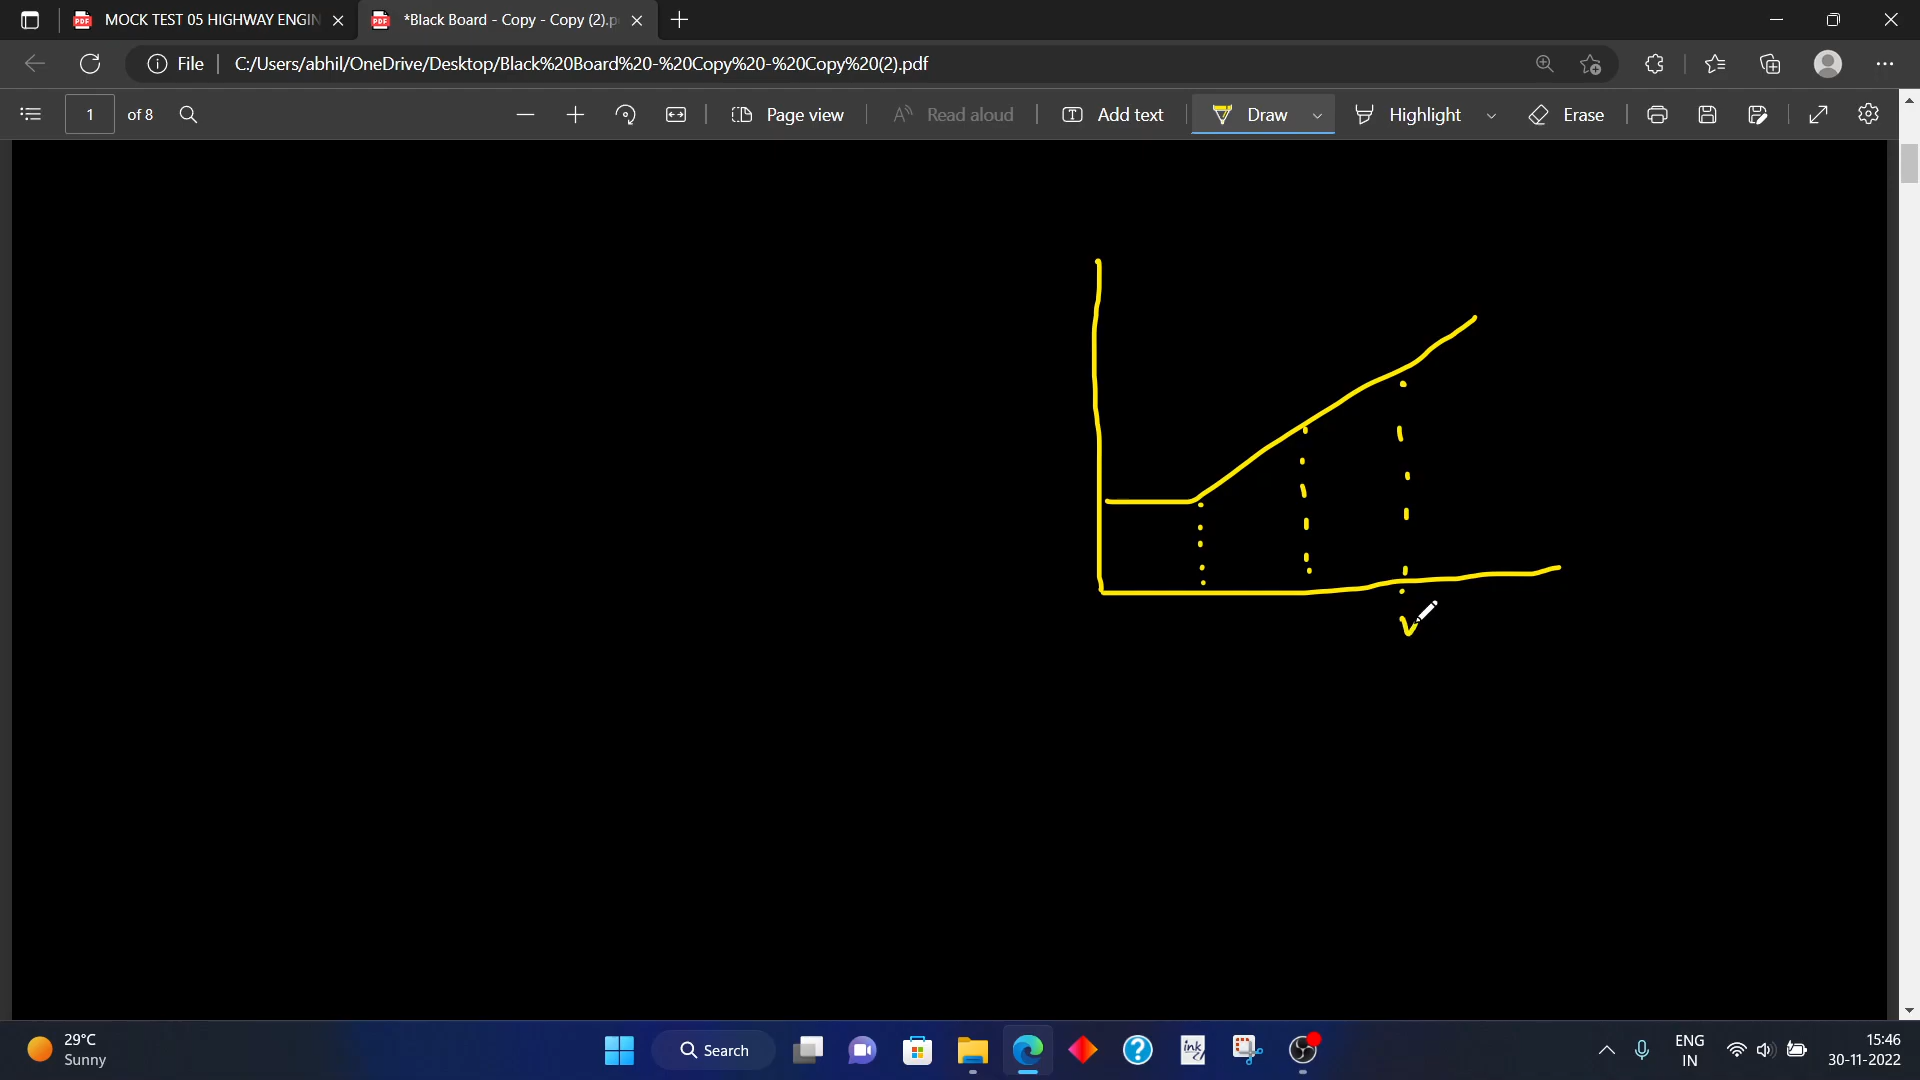 MOCK TEST 05 HIGHWAY ENGIN
*Black Board - Copy - Copy (2).p
File
C:/Users/abhil/OneDrive/Desktop/Black%20Board%20-%20Copy%20-%20Copy%20(2).pdf
1 of 8
Page view
Read aloud
Add text
Draw
Highlight
Erase
V
29°C
Sunny
Search
ink
ENG
IN
15:46
30-11-2022